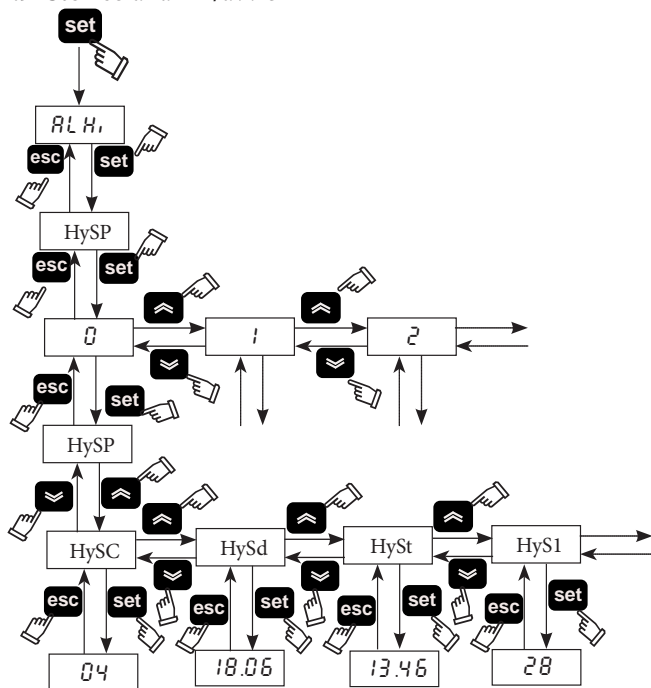 set
ALHi
esc set
HySP
esc set
0 1 2
esc set
HySP
HySC HySd HySt HyS1
esc set esc set esc set esc set
04 18.06 13.46 28